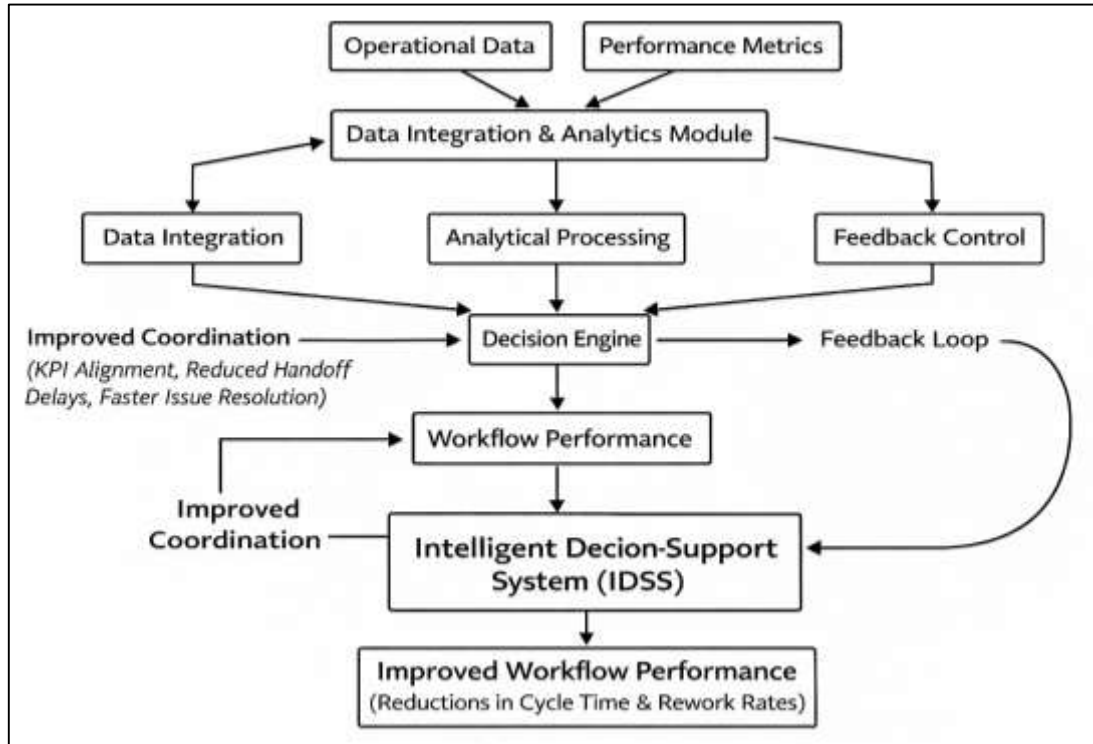 Operational Data
Performance Metrics
Data Integration & Analytics Module
Data Integration
Analytical Processing
Feedback Control
Improved Coordination
(KPI Alignment, Reduced Handoff
Delays, Faster Issue Resolution)
Decision Engine
Feedback Loop
Workflow Performance
Improved
Coordination
Intelligent Decion-Support
System (IDSS)
Improved Workflow Performance
(Reductions in Cycle Time & Rework Rates)